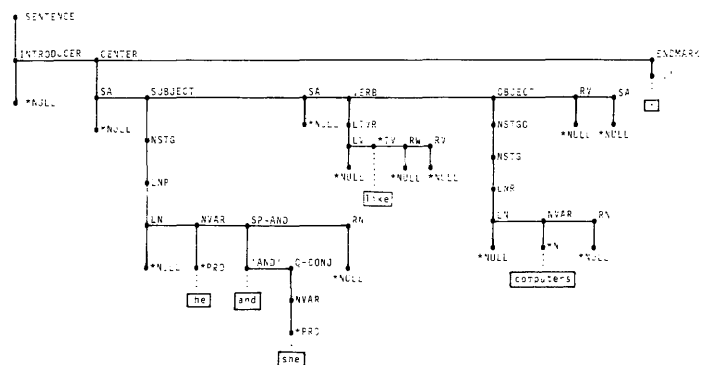 SENTENCE
INTRODUCER CENTER ENDMARK
*NULL SA SUBJECT SA VERB OBJECT RV SA
*NULL NSTG *NULL LTVR NSTGO *NULL *NULL
LV *TV RW RV NSTG
LNR *NULL like *NULL *NULL LNR
LN NVAR SP-AND RN LN NVAR RN
*NULL *PRO 'AND' Q-CONJ *NULL *NULL *N *NULL
he and NVAR computers
*PRO
she